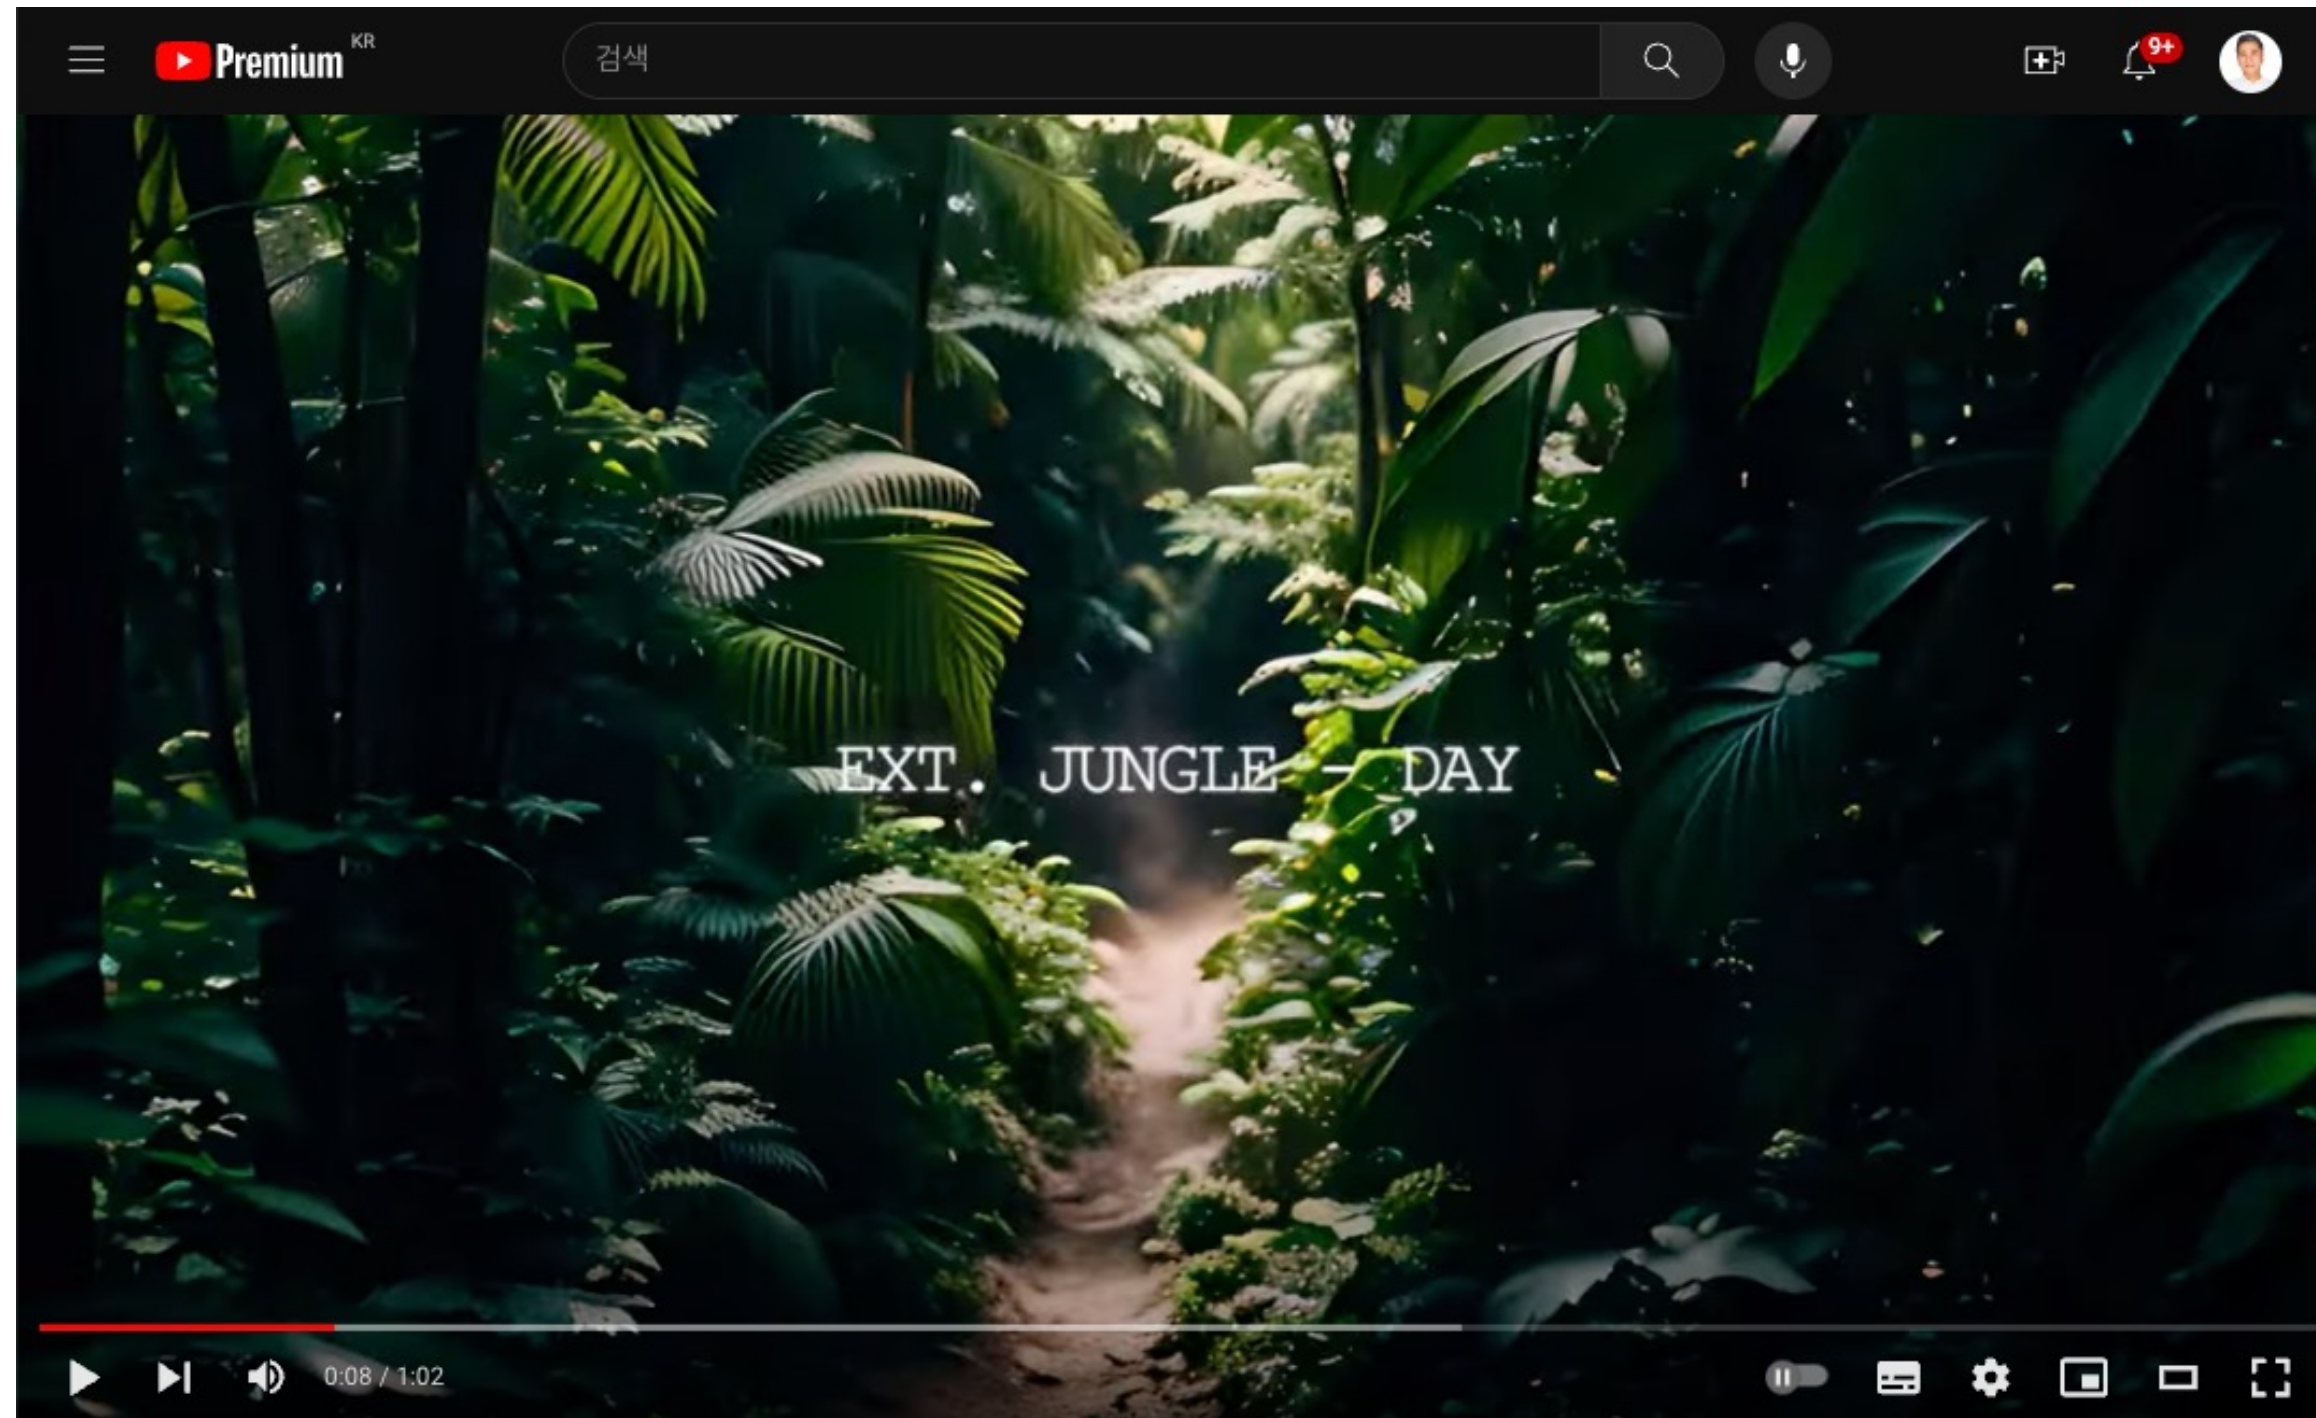 Premium KR
검색
9+
EXT. JUNGLE - DAY
0:08 / 1:02